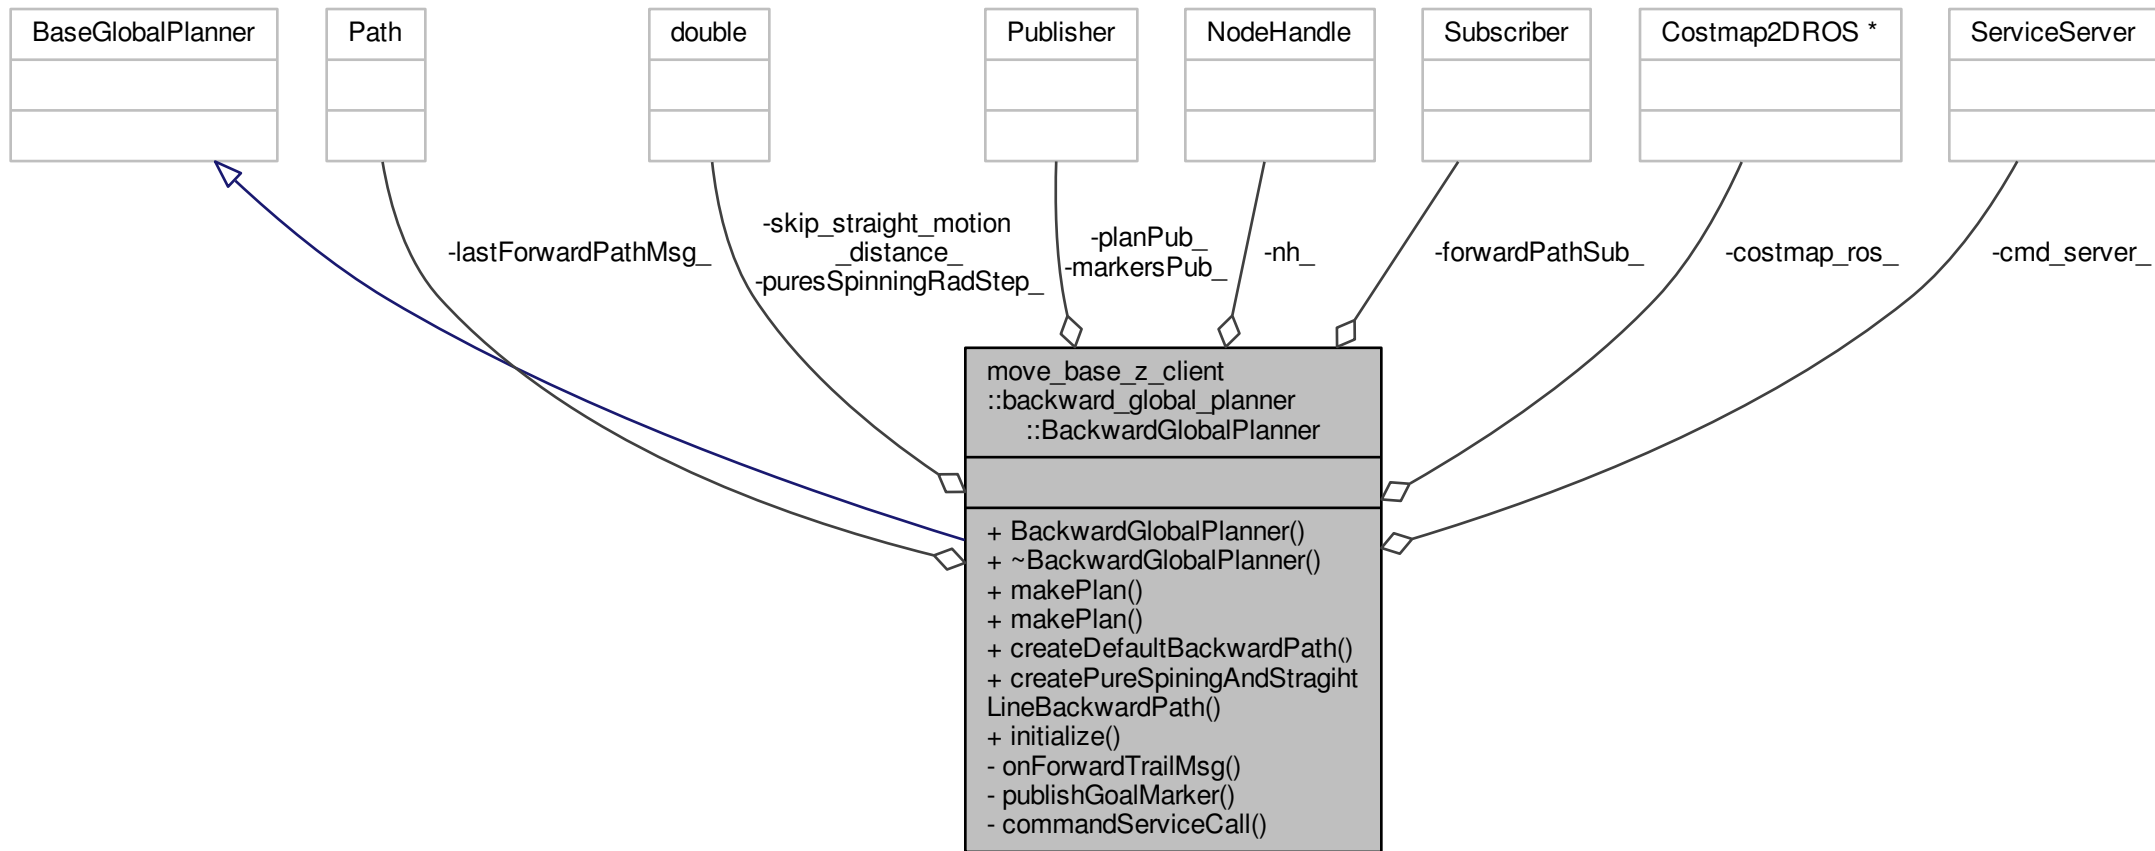 BaseGlobalPlanner
Path
double
Publisher
NodeHandle
Subscriber
Costmap2DROS *
ServiceServer
-lastForwardPathMsg_
-skip_straight_motion
_distance_
-puresSpinningRadStep_
-planPub_
-markersPub_
-nh_
-forwardPathSub_
-costmap_ros_
-cmd_server_
move_base_z_client
::backward_global_planner
::BackwardGlobalPlanner
+ BackwardGlobalPlanner()
+ ~BackwardGlobalPlanner()
+ makePlan()
+ makePlan()
+ createDefaultBackwardPath()
+ createPureSpiningAndStragiht
LineBackwardPath()
+ initialize()
- onForwardTrailMsg()
- publishGoalMarker()
- commandServiceCall()